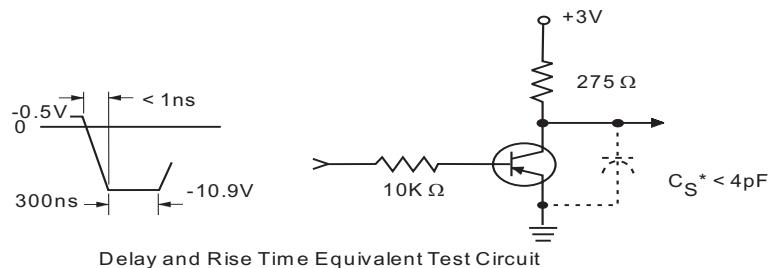 +3V
275 Ω
< 1ns
-0.5V
0
10K Ω
C_S* < 4pF
300ns
-10.9V
Delay and Rise Time Equivalent Test Circuit